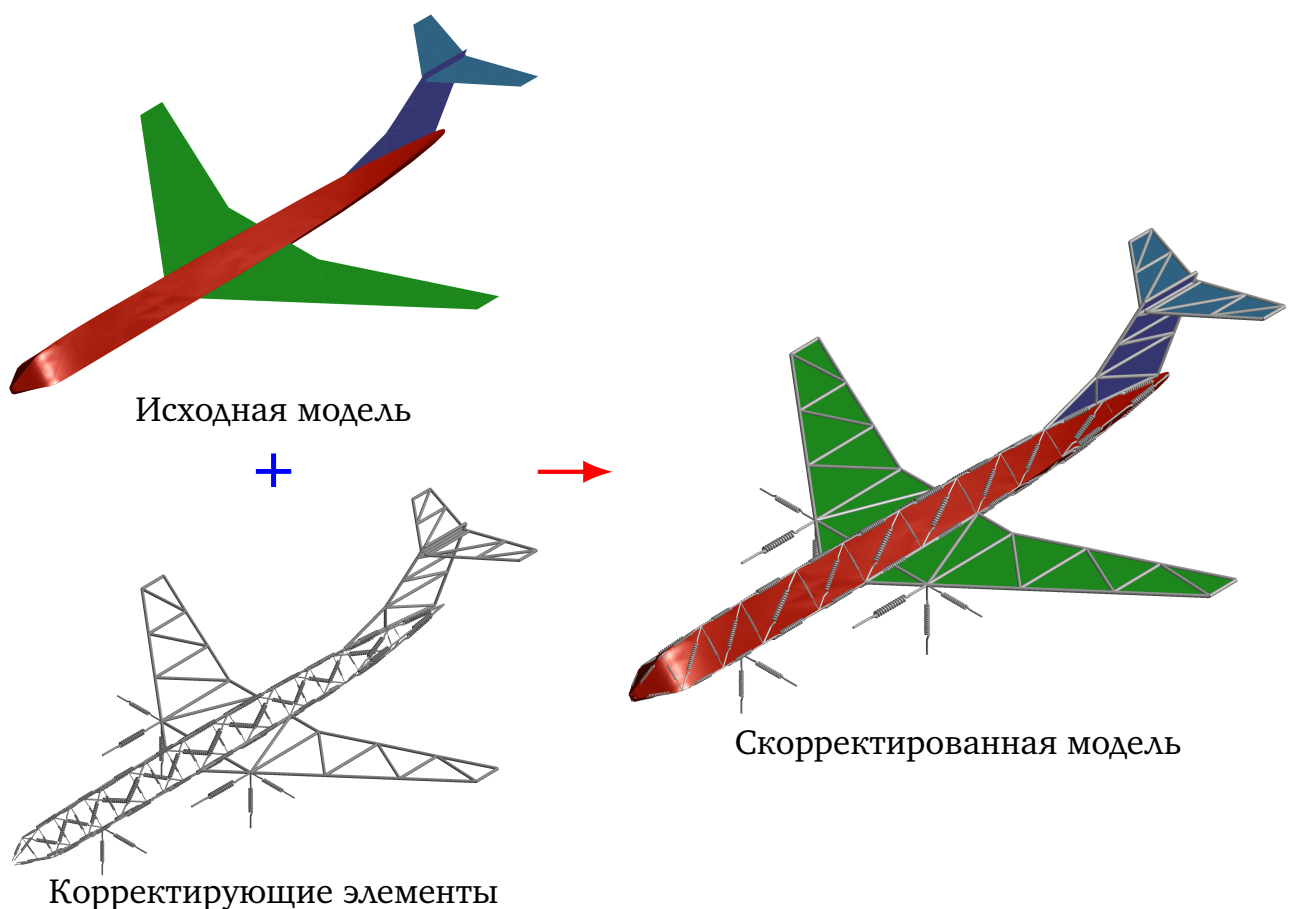 Исходная модель
+
Корректирующие элементы
Скорректированная модель